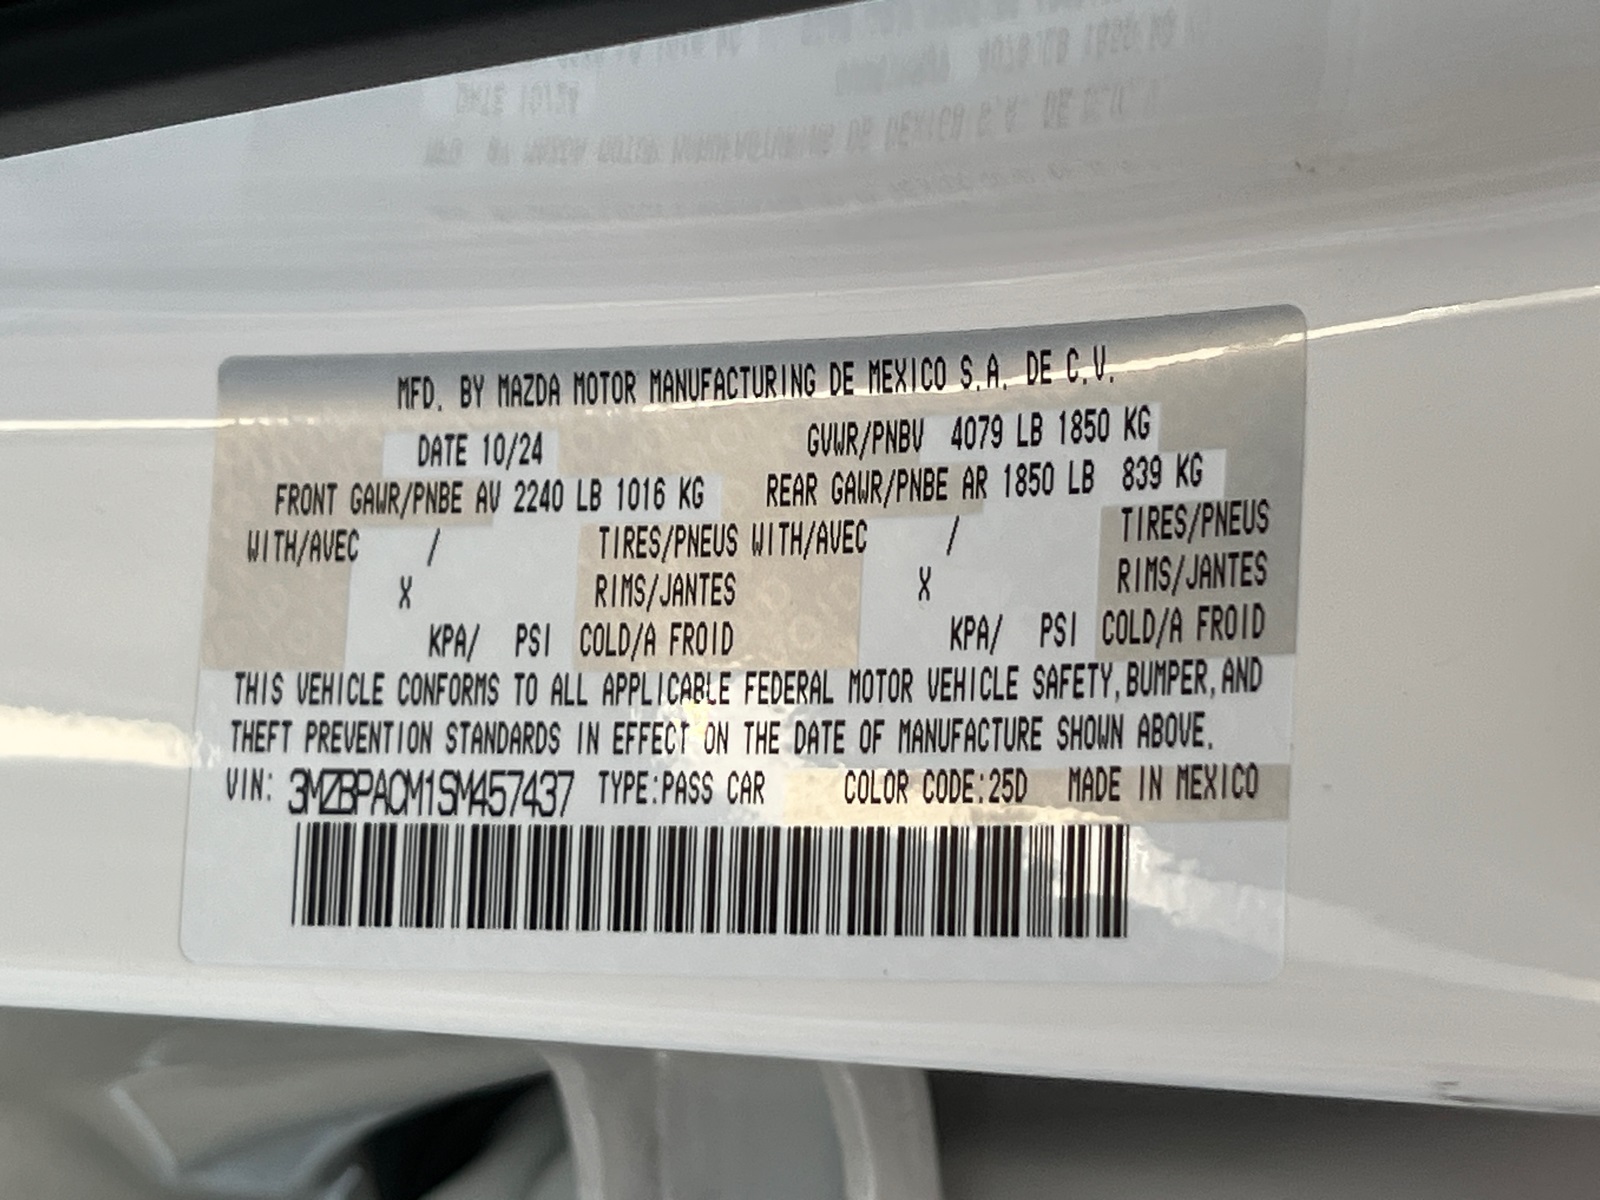 MFD. BY MAZDA MOTOR MANUFACTURING DE MEXICO S.A. DE C.V.
DATE 10/24 GVWR/PNBV 4079 LB 1850 KG
FRONT GAWR/PNBE AV 2240 LB 1016 KG REAR GAWR/PNBE AR 1850 LB 839 KG
WITH/AVEC / TIRES/PNEUS WITH/AVEC / TIRES/PNEUS
X RIMS/JANTES X RIMS/JANTES
KPA/ PSI COLD/A FROID KPA/ PSI COLD/A FROID
THIS VEHICLE CONFORMS TO ALL APPLICABLE FEDERAL MOTOR VEHICLE SAFETY, BUMPER, AND
THEFT PREVENTION STANDARDS IN EFFECT ON THE DATE OF MANUFACTURE SHOWN ABOVE.
VIN: 3MZBPACM1SM457437 TYPE:PASS CAR COLOR CODE:25D MADE IN MEXICO